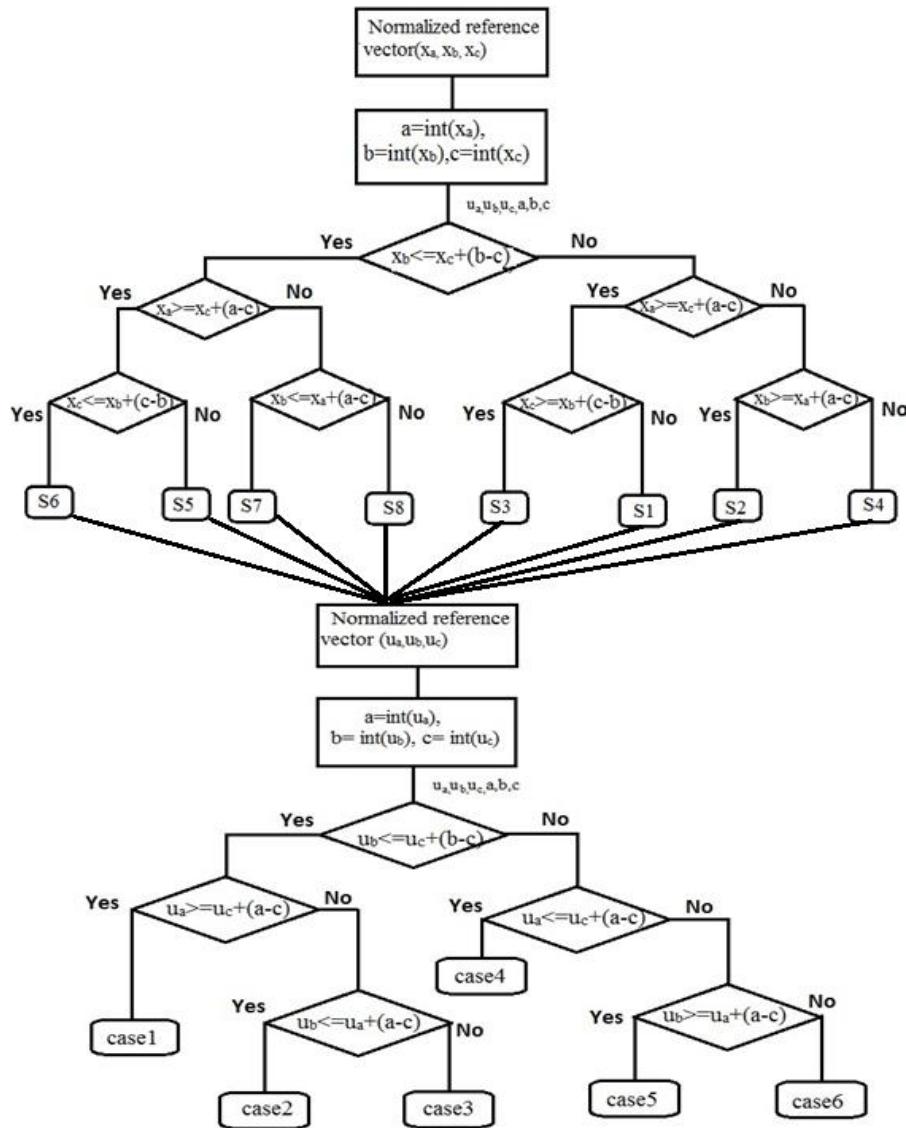 Normalized reference
vector(xa, xb, xc)
a=int(xa),
b=int(xb),c=int(xc)
ua,ub,uc,a,b,c
Yes
xb<=xc+(b-c)
No
Yes
xa>=xc+(a-c)
No
Yes
xa>=xc+(a-c)
No
Yes
xc<=xb+(c-b)
No
xb<=xa+(a-c)
No
Yes
xc>=xb+(c-b)
No
Yes
xb>=xa+(a-c)
No
S6
S5
S7
S8
S3
S1
S2
S4
Normalized reference
vector (ua,ub,uc)
a=int(ua),
b= int(ub), c= int(uc)
ua,ub,uc,a,b,c
Yes
ub<=uc+(b-c)
No
Yes
ua>=uc+(a-c)
No
Yes
ua<=uc+(a-c)
No
case4
Yes
ub<=ua+(a-c)
No
Yes
ub>=ua+(a-c)
No
case1
case2
case3
case5
case6